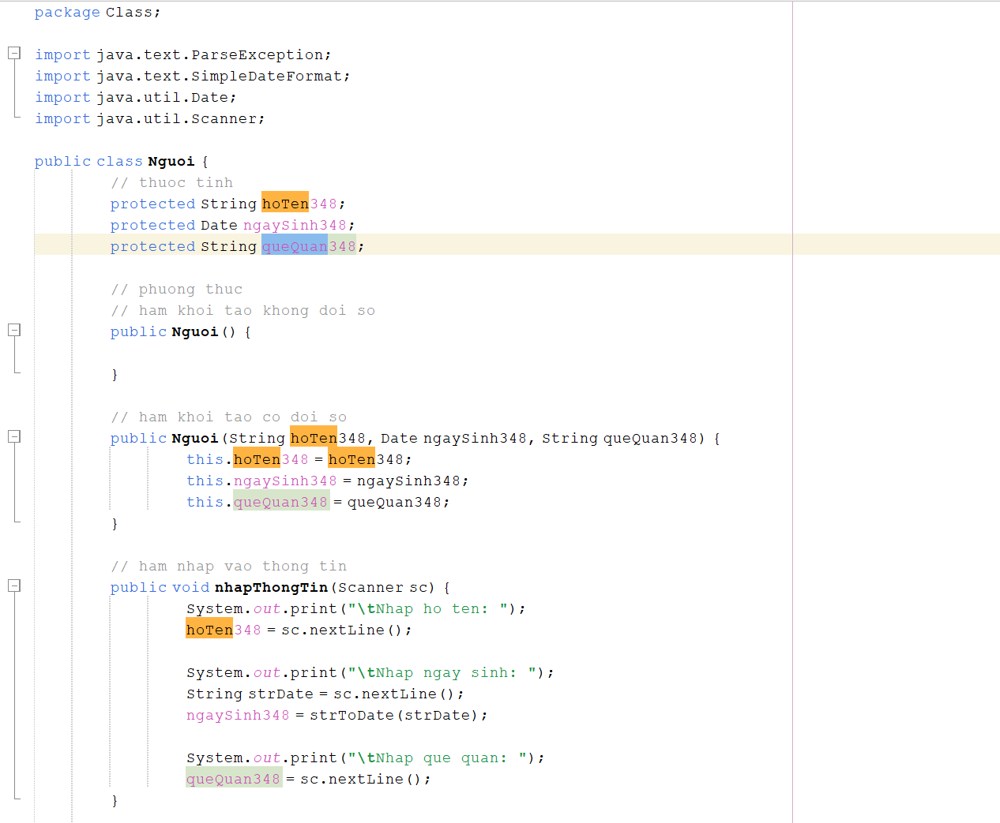 package Class;
import java.text.ParseException;
import java.text.SimpleDateFormat;
import java.util.Date;
import java.util.Scanner;
public class Nguoi {
// thuoc tinh
protected String hoTen348;
protected Date ngaySinh348;
protected String queQuan348;
// phuong thuc
// ham khoi tao khong doi so
public Nguoi() {
}
// ham khoi tao co doi so
public Nguoi(String hoTen348, Date ngaySinh348, String queQuan348) {
this.hoTen348 = hoTen348;
this.ngaySinh348 = ngaySinh348;
this.queQuan348 = queQuan348;
}
// ham nhap vao thong tin
public void nhapThongTin(Scanner sc) {
System.out.print("\tNhap ho ten: ");
hoTen348 = sc.nextLine();
System.out.print("\tNhap ngay sinh: ");
String strDate = sc.nextLine();
ngaySinh348 = strToDate(strDate);
System.out.print("\tNhap que quan: ");
queQuan348 = sc.nextLine();
}